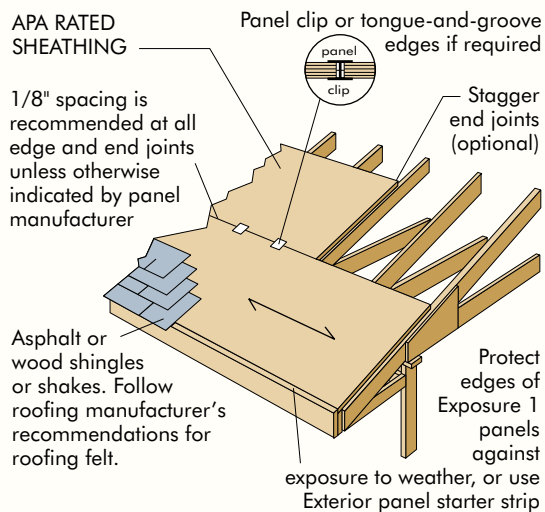 APA RATED
SHEATHING
Panel clip or tongue-and-groove
edges if required
panel
clip
1/8" spacing is
recommended at all
edge and end joints
unless otherwise
indicated by panel
manufacturer
Stagger
end joints
(optional)
Asphalt or
wood shingles
or shakes. Follow
roofing manufacturer’s
recommendations for
roofing felt.
Protect
edges of
Exposure 1
panels
against
exposure to weather, or use
Exterior panel starter strip